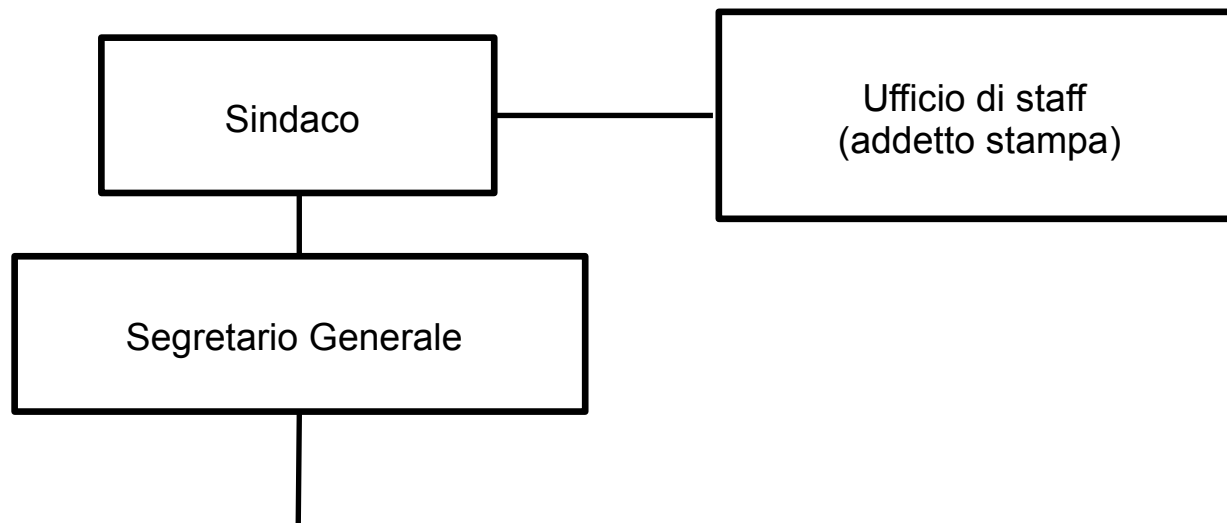 Sindaco
Ufficio di staff
(addetto stampa)
Segretario Generale